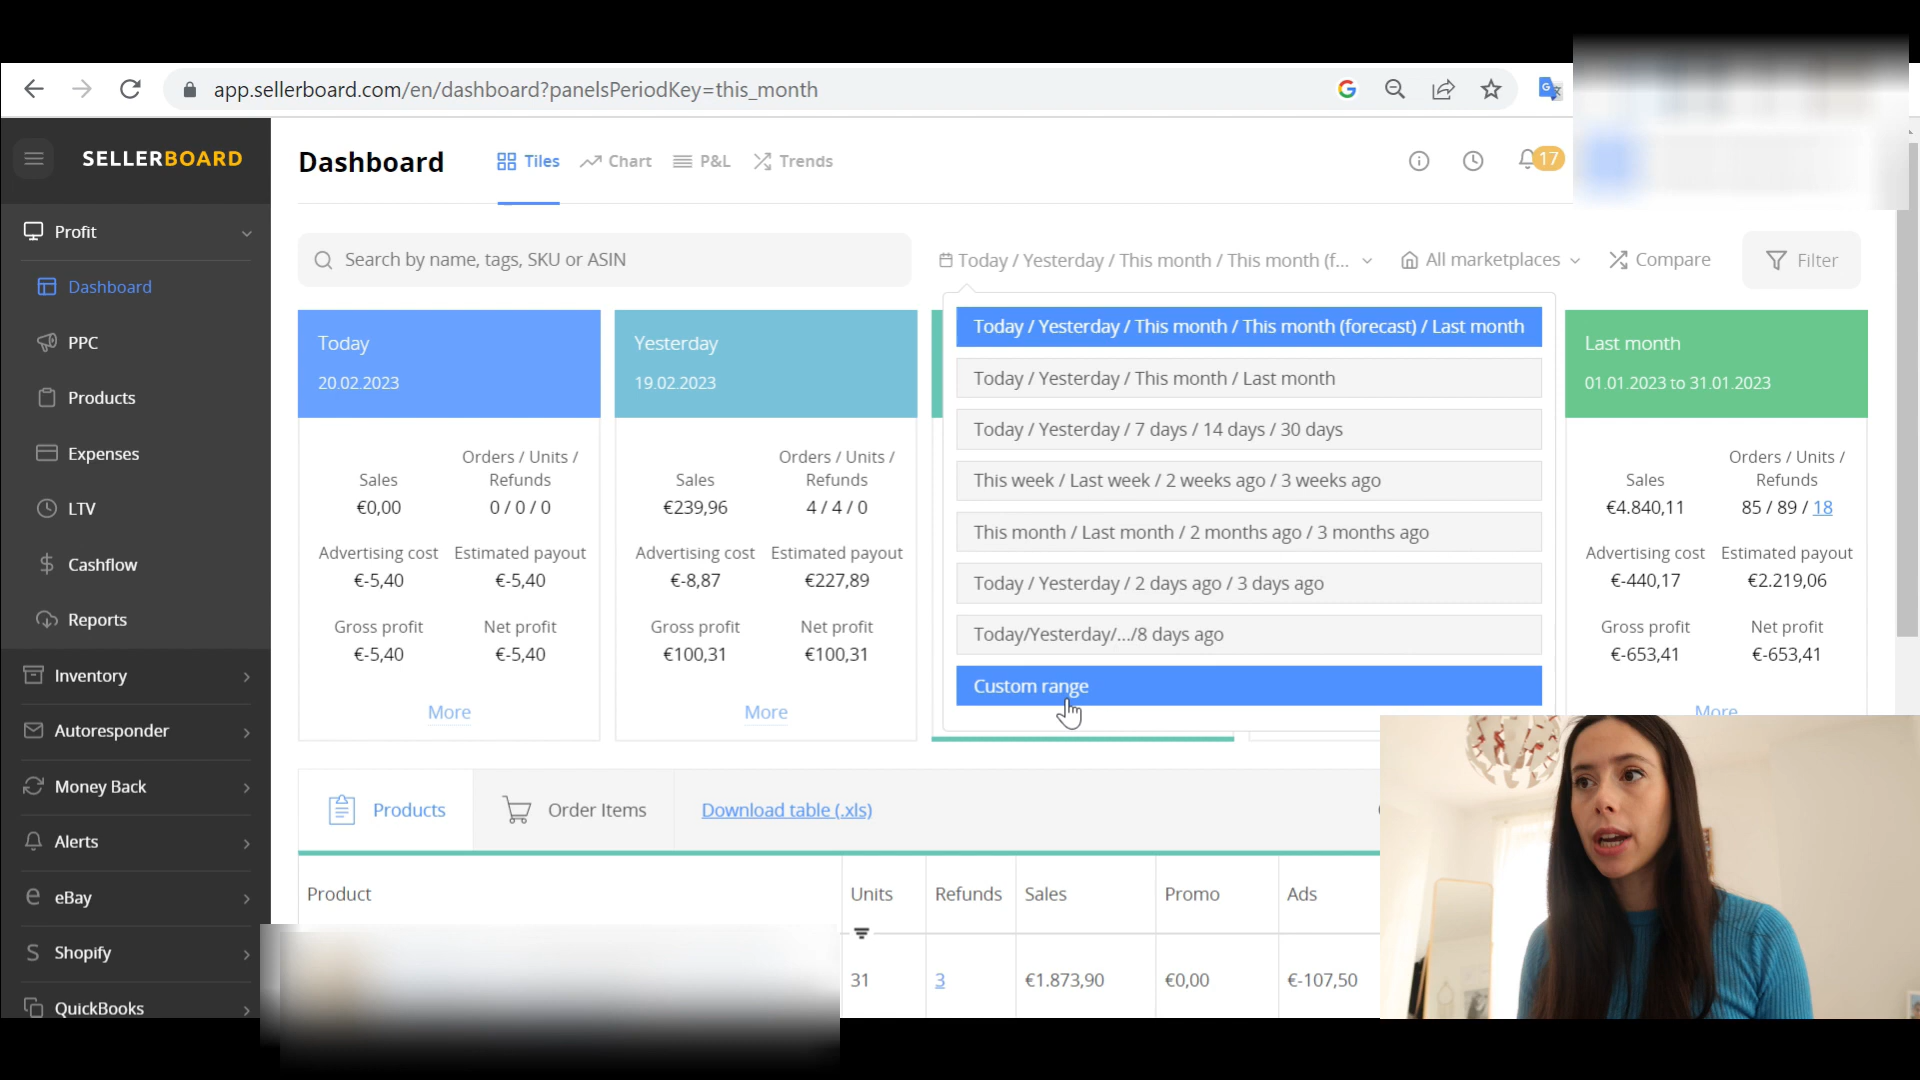 app.sellerboard.com/en/dashboard?panelsPeriodKey=this_month
SELLERBOARD
Dashboard
Tiles
Chart
P&L
Trends
17
Profit
Dashboard
PPC
Products
Expenses
LTV
Cashflow
Reports
Inventory
Autoresponder
Money Back
Alerts
eBay
Shopify
QuickBooks
Search by name, tags, SKU or ASIN
Today / Yesterday / This month / This month (f...
All marketplaces
Compare
Filter
Today / Yesterday / This month / This month (forecast) / Last month
Today / Yesterday / This month / Last month
Today / Yesterday / 7 days / 14 days / 30 days
This week / Last week / 2 weeks ago / 3 weeks ago
This month / Last month / 2 months ago / 3 months ago
Today / Yesterday / 2 days ago / 3 days ago
Today/Yesterday/.../8 days ago
Custom range
Today
20.02.2023
Orders / Units /
Sales
Refunds
€0,00
0 / 0 / 0
Advertising cost
Estimated payout
€-5,40
€-5,40
Gross profit
Net profit
€-5,40
€-5,40
More
Yesterday
19.02.2023
Orders / Units /
Sales
Refunds
€239,96
4 / 4 / 0
Advertising cost
Estimated payout
€-8,87
€227,89
Gross profit
Net profit
€100,31
€100,31
More
Last month
01.01.2023 to 31.01.2023
Orders / Units /
Sales
Refunds
€4.840,11
85 / 89 / 18
Advertising cost
Estimated payout
€-440,17
€2.219,06
Gross profit
Net profit
€-653,41
€-653,41
More
Products
Order Items
Download table (.xls)
Product
Units
Refunds
Sales
Promo
Ads
31
3
€1.873,90
€0,00
€-107,50